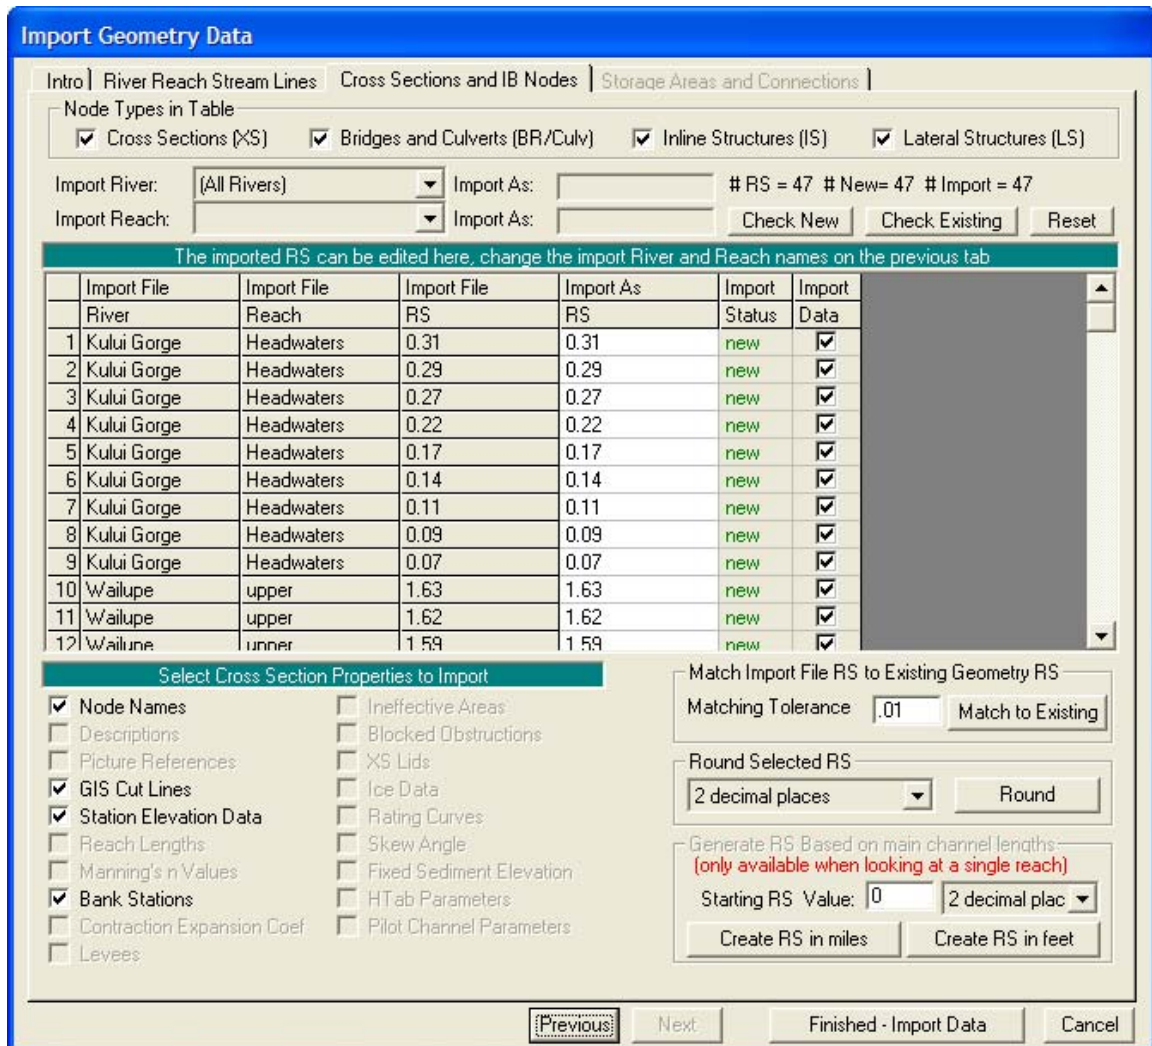 Import Geometry Data
Intro River Reach Stream Lines Cross Sections and IB Nodes Storage Areas and Connections
Node Types in Table
Cross Sections (XS) Bridges and Culverts (BR/Culv) Inline Structures (IS) Lateral Structures (LS)
Import River: (All Rivers) Import As: # RS = 47 # New= 47 # Import = 47
Import Reach: Import As: Check New Check Existing Reset
The imported RS can be edited here, change the import River and Reach names on the previous tab
Import File Import File Import File Import As Import Import
River Reach RS RS Status Data
1 Kului Gorge Headwaters 0.31 0.31 new
2 Kului Gorge Headwaters 0.29 0.29 new
3 Kului Gorge Headwaters 0.27 0.27 new
4 Kului Gorge Headwaters 0.22 0.22 new
5 Kului Gorge Headwaters 0.17 0.17 new
6 Kului Gorge Headwaters 0.14 0.14 new
7 Kului Gorge Headwaters 0.11 0.11 new
8 Kului Gorge Headwaters 0.09 0.09 new
9 Kului Gorge Headwaters 0.07 0.07 new
10 Wailupe upper 1.63 1.63 new
11 Wailupe upper 1.62 1.62 new
12 Wailupe upper 1.59 1.59 new
Select Cross Section Properties to Import
Node Names Ineffective Areas
Descriptions Blocked Obstructions
Picture References XS Lids
GIS Cut Lines Ice Data
Station Elevation Data Rating Curves
Reach Lengths Skew Angle
Manning's n Values Fixed Sediment Elevation
Bank Stations HTab Parameters
Contraction Expansion Coef Pilot Channel Parameters
Levees
Match Import File RS to Existing Geometry RS
Matching Tolerance .01 Match to Existing
Round Selected RS
2 decimal places Round
Generate RS Based on main channel lengths
(only available when looking at a single reach)
Starting RS Value: 0 2 decimal plac
Create RS in miles Create RS in feet
Previous Next Finished - Import Data Cancel